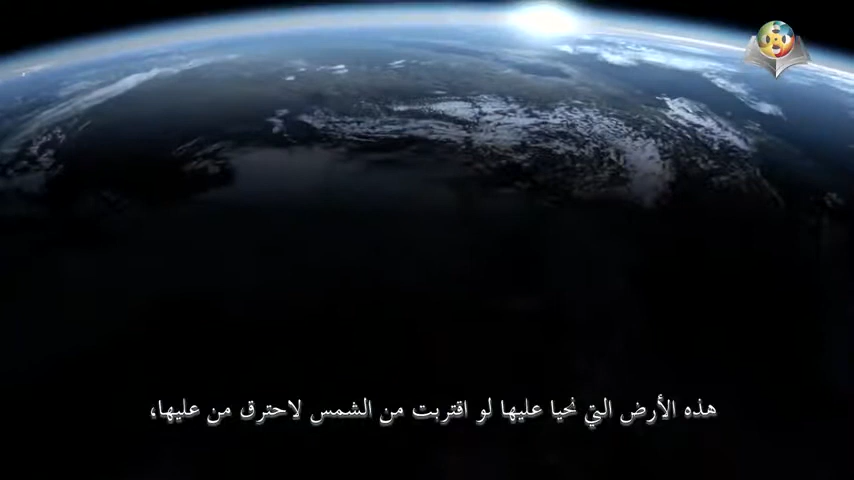 هذه الأرض التي نحيا عليها لو اقتربت من الشمس لاحترق من عليها،